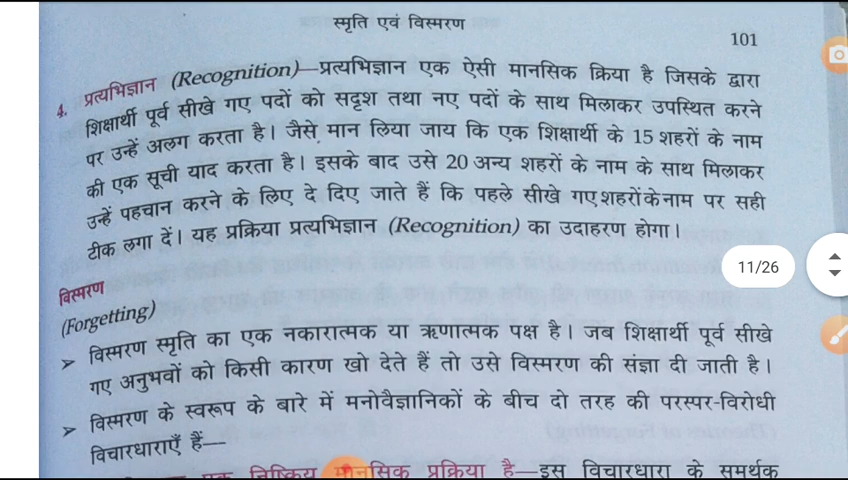 स्मृति एवं विस्मरण
101
4. प्रत्यभिज्ञान (Recognition)—प्रत्यभिज्ञान एक ऐसी मानसिक क्रिया है जिसके द्वारा
शिक्षार्थी पूर्व सीखे गए पदों को सदृश तथा नए पदों के साथ मिलाकर उपस्थित करने
पर उन्हें अलग करता है। जैसे मान लिया जाय कि एक शिक्षार्थी के 15 शहरों के नाम
की एक सूची याद करता है। इसके बाद उसे 20 अन्य शहरों के नाम के साथ मिलाकर
उन्हें पहचान करने के लिए दे दिए जाते हैं कि पहले सीखे गए शहरों के नाम पर सही
टीक लगा दें। यह प्रक्रिया प्रत्यभिज्ञान (Recognition) का उदाहरण होगा।
11/26
विस्मरण
(Forgetting)
➤ विस्मरण स्मृति का एक नकारात्मक या ऋणात्मक पक्ष है। जब शिक्षार्थी पूर्व सीखे
गए अनुभवों को किसी कारण खो देते हैं तो उसे विस्मरण की संज्ञा दी जाती है।
➤ विस्मरण के स्वरूप के बारे में मनोवैज्ञानिकों के बीच दो तरह की परस्पर-विरोधी
विचारधाराएँ हैं—
एक निष्क्रिय मानसिक प्रक्रिया है—इस विचारधारा के समर्थक